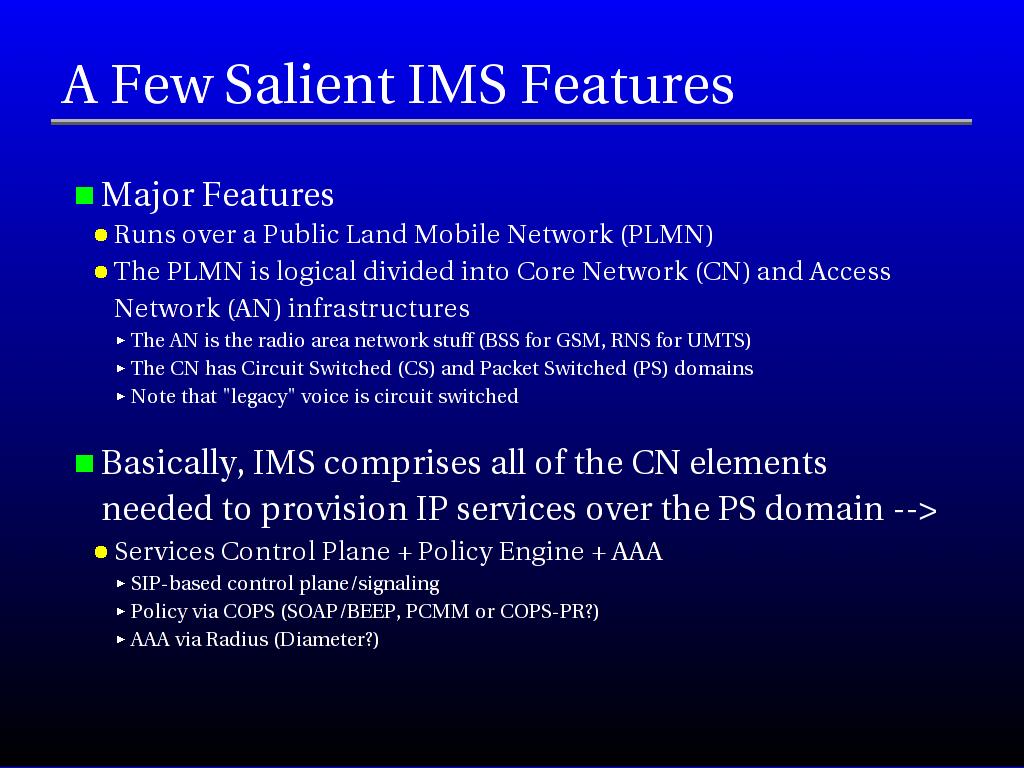 A Few Salient IMS Features
Major Features
Runs over a Public Land Mobile Network (PLMN)
The PLMN is logical divided into Core Network (CN) and Access
Network (AN) infrastructures
The AN is the radio area network stuff (BSS for GSM, RNS for UMTS)
The CN has Circuit Switched (CS) and Packet Switched (PS) domains
Note that "legacy" voice is circuit switched
Basically, IMS comprises all of the CN elements
needed to provision IP services over the PS domain -->
Services Control Plane + Policy Engine + AAA
SIP-based control plane/signaling
Policy via COPS (SOAP/BEEP, PCMM or COPS-PR?)
AAA via Radius (Diameter?)